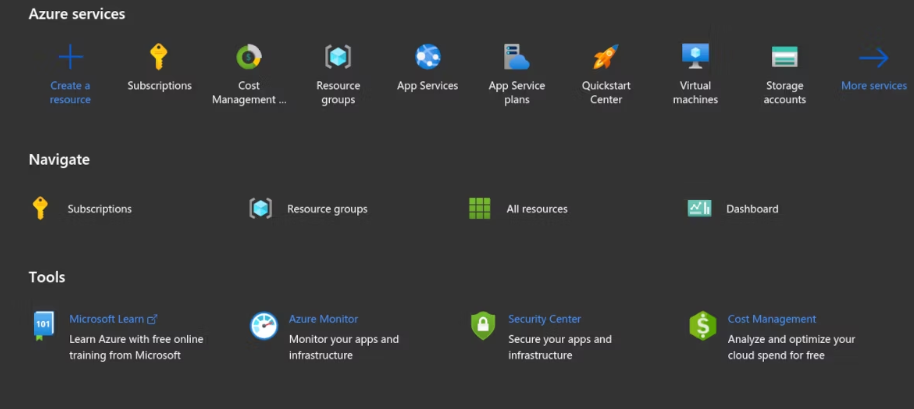 Azure services
Create a resource
Subscriptions
Cost Management ...
Resource groups
App Services
App Service plans
Quickstart Center
Virtual machines
Storage accounts
More services
Navigate
Subscriptions
Resource groups
All resources
Dashboard
Tools
101
Microsoft Learn
Learn Azure with free online
training from Microsoft
Azure Monitor
Monitor your apps and
infrastructure
Security Center
Secure your apps and
infrastructure
Cost Management
Analyze and optimize your
cloud spend for free